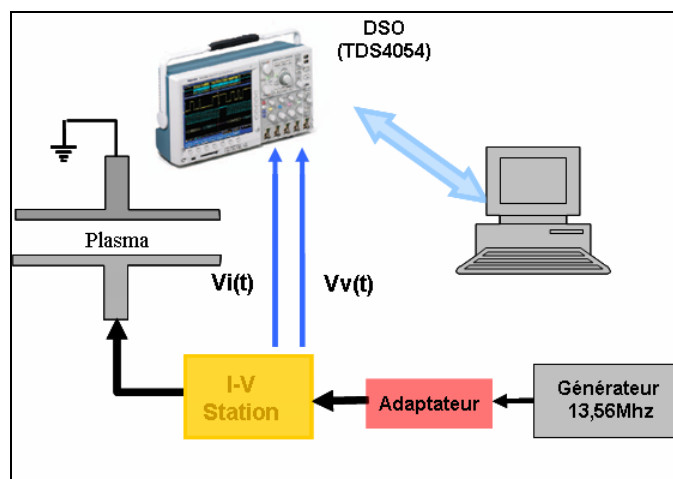 DSO
(TDS4054)
Plasma
Vi(t)
Vv(t)
I-V
Station
Adaptateur
Générateur
13,56Mhz